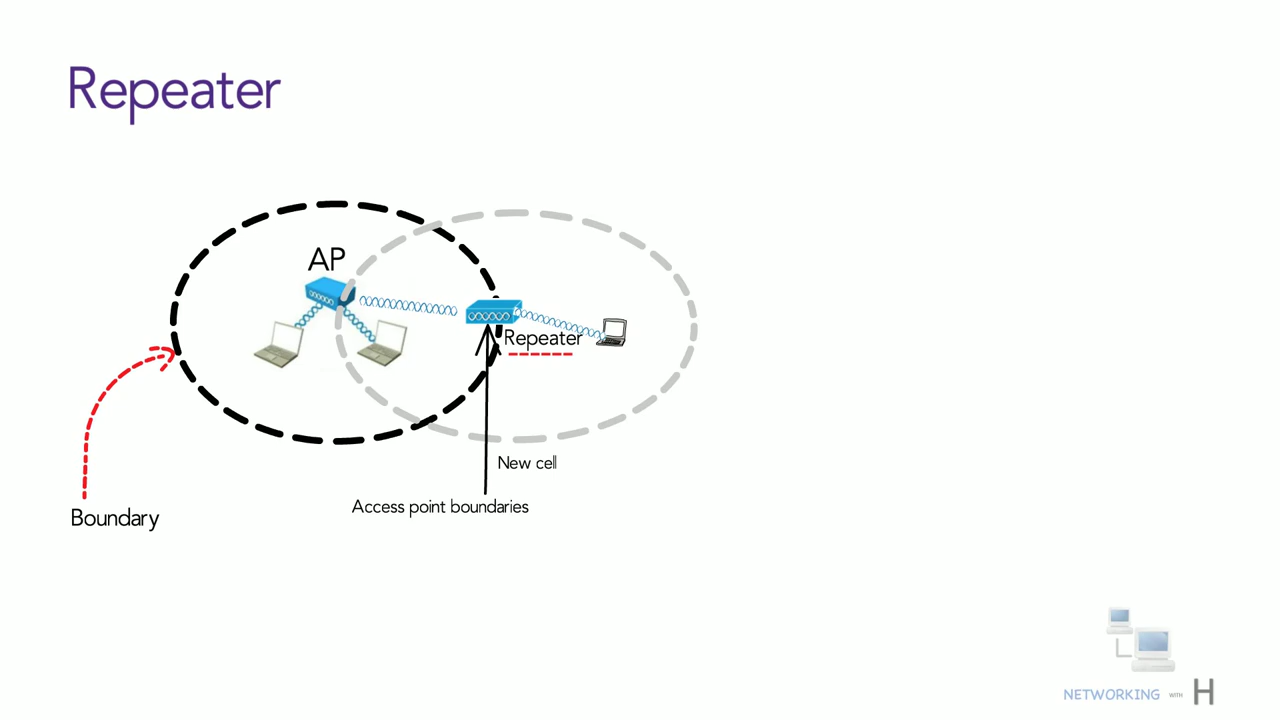 Repeater
AP
Repeater
New cell
Access point boundaries
Boundary
NETWORKING WITH H